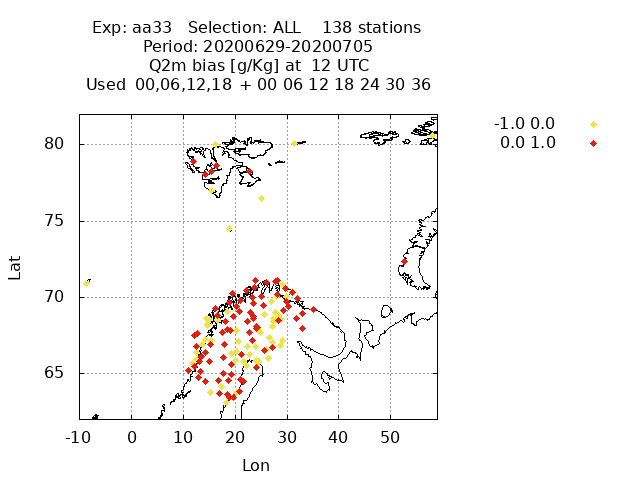 Exp: aa33 Selection: ALL 138 stations
Period: 20200629-20200705
Q2m bias [g/Kg] at 12 UTC
Used 00,06,12,18 + 00 06 12 18 24 30 36
-1.0 0.0
0.0 1.0
80
75
70
65
Lat
-10 0 10 20 30 40 50
Lon